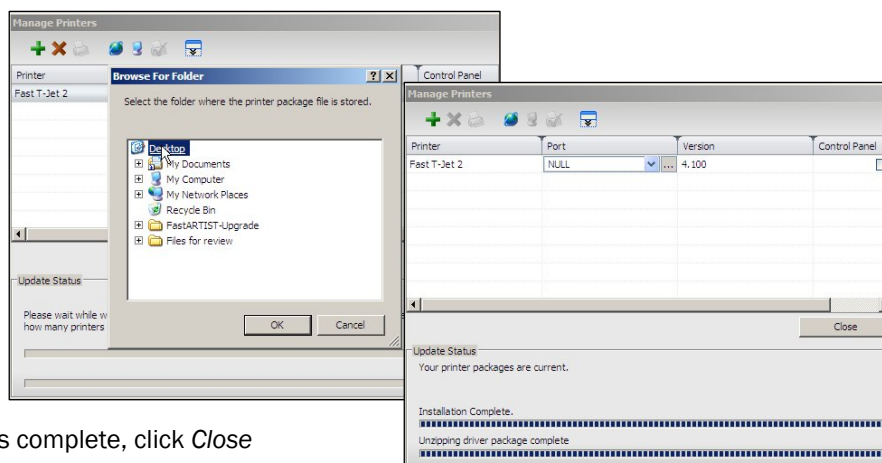 Manage Printers
Printer
Control Panel
Fast T-Jet 2
Browse For Folder
Select the folder where the printer package file is stored.
Desktop
My Documents
My Computer
My Network Places
Recycle Bin
FastARTIST-Upgrade
Files for review
OK Cancel
Update Status
Please wait while w
how many printers
Manage Printers
Printer Port Version Control Panel
Fast T-Jet 2 NULL ... 4.100
Close
Update Status
Your printer packages are current.
Installation Complete.
Unzipping driver package complete
s complete, click Close